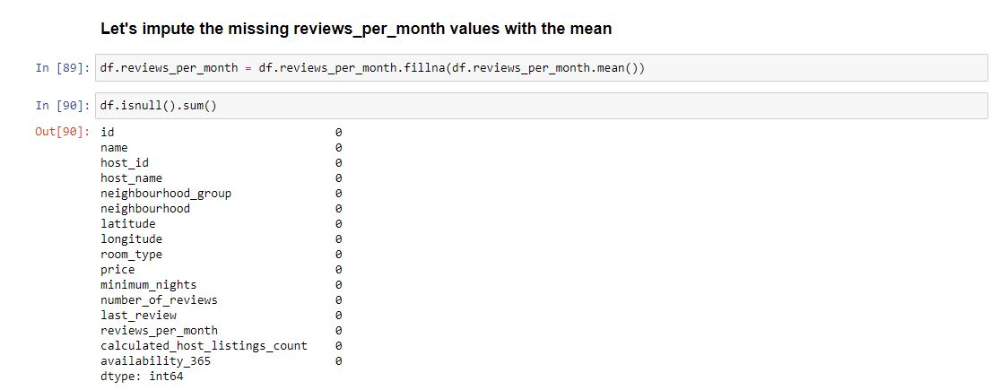 Let's impute the missing reviews_per_month values with the mean
In [89]: df.reviews_per_month = df.reviews_per_month.fillna(df.reviews_per_month.mean())
In [90]: df.isnull().sum()
Out[90]: id 0
name 0
host_id 0
host_name 0
neighbourhood_group 0
neighbourhood 0
latitude 0
longitude 0
room_type 0
price 0
minimum_nights 0
number_of_reviews 0
last_review 0
reviews_per_month 0
calculated_host_listings_count 0
availability_365 0
dtype: int64